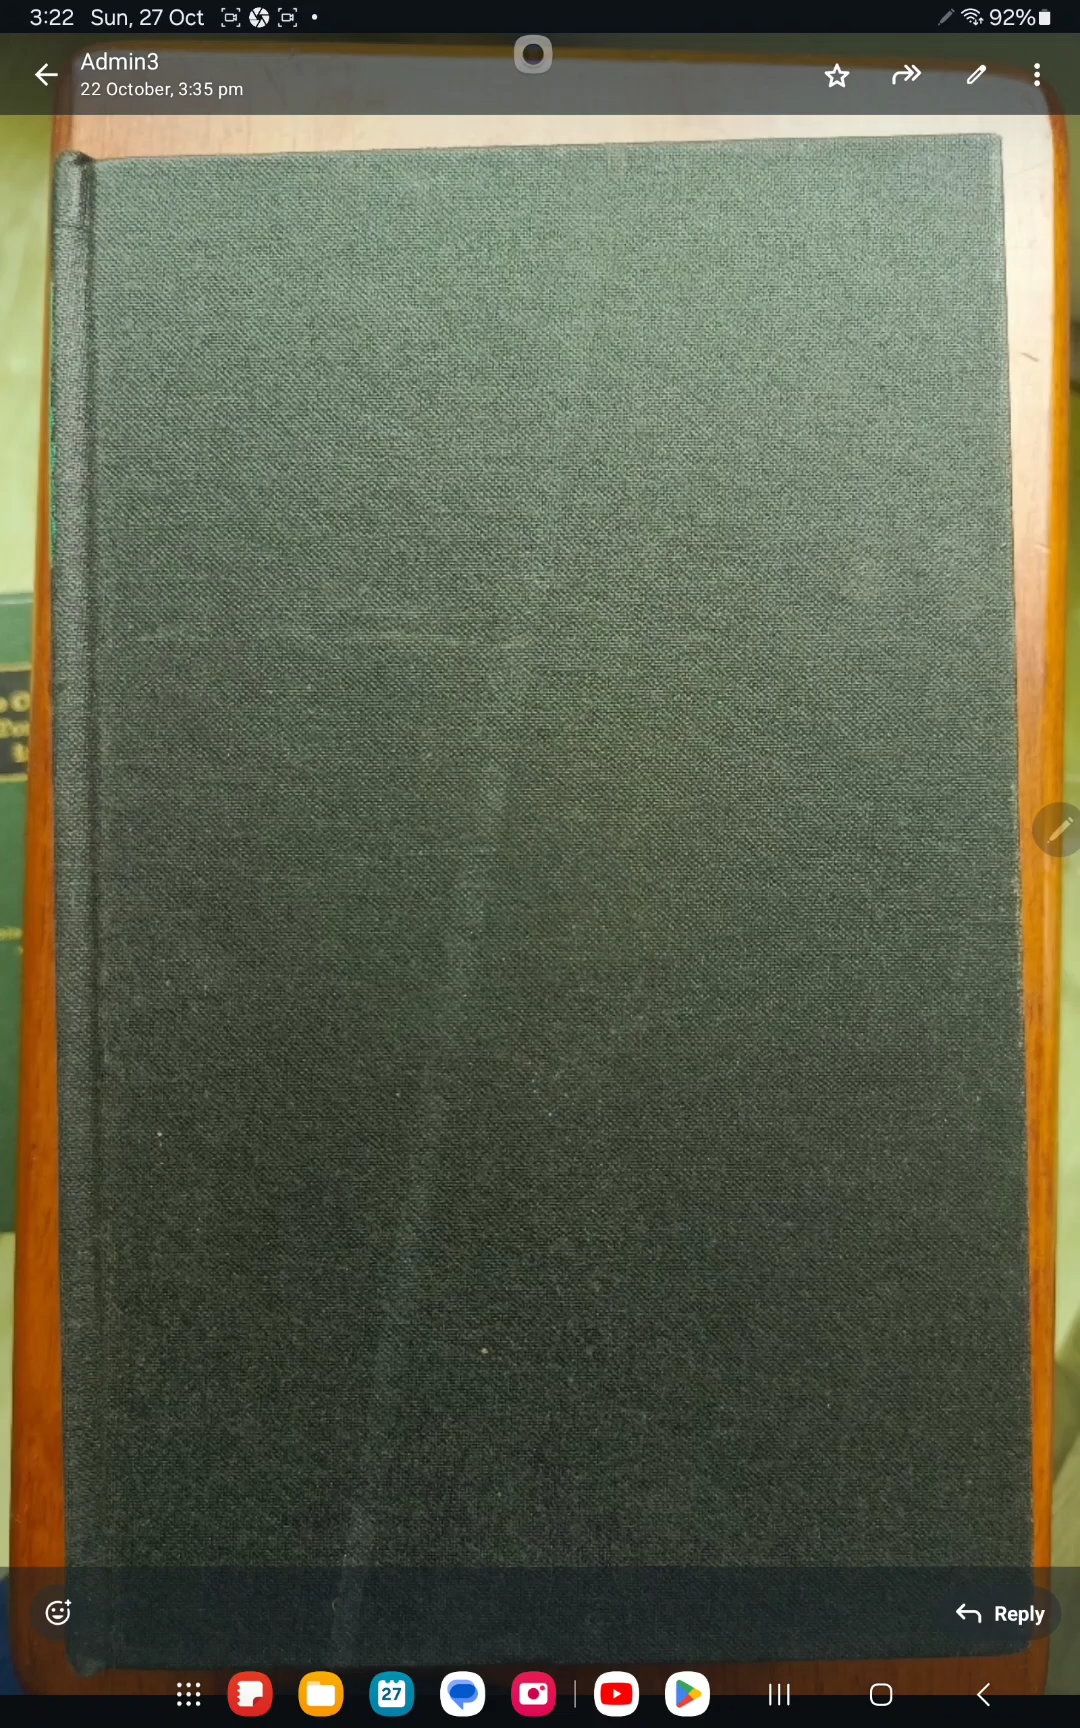 3:22 Sun, 27 Oct
92%
Admin3
22 October, 3:35 pm
Reply
27